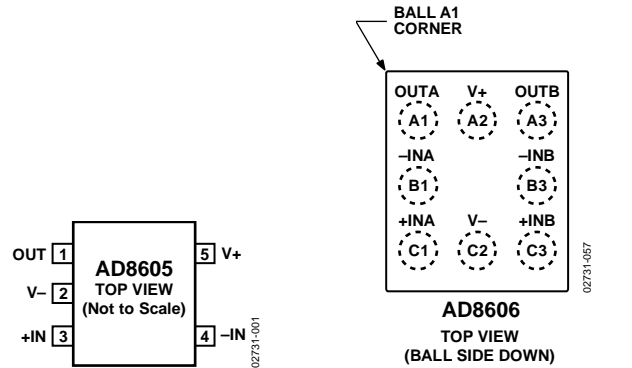 BALL A1
CORNER
OUTA V+ OUTB
A1 A2 A3
–INA –INB
B1 B3
+INA V– +INB
C1 C2 C3
02731-057
AD8606
TOP VIEW
(BALL SIDE DOWN)
OUT 1 5 V+
AD8605
TOP VIEW
(Not to Scale)
V– 2
+IN 3 4 –IN
02731-001